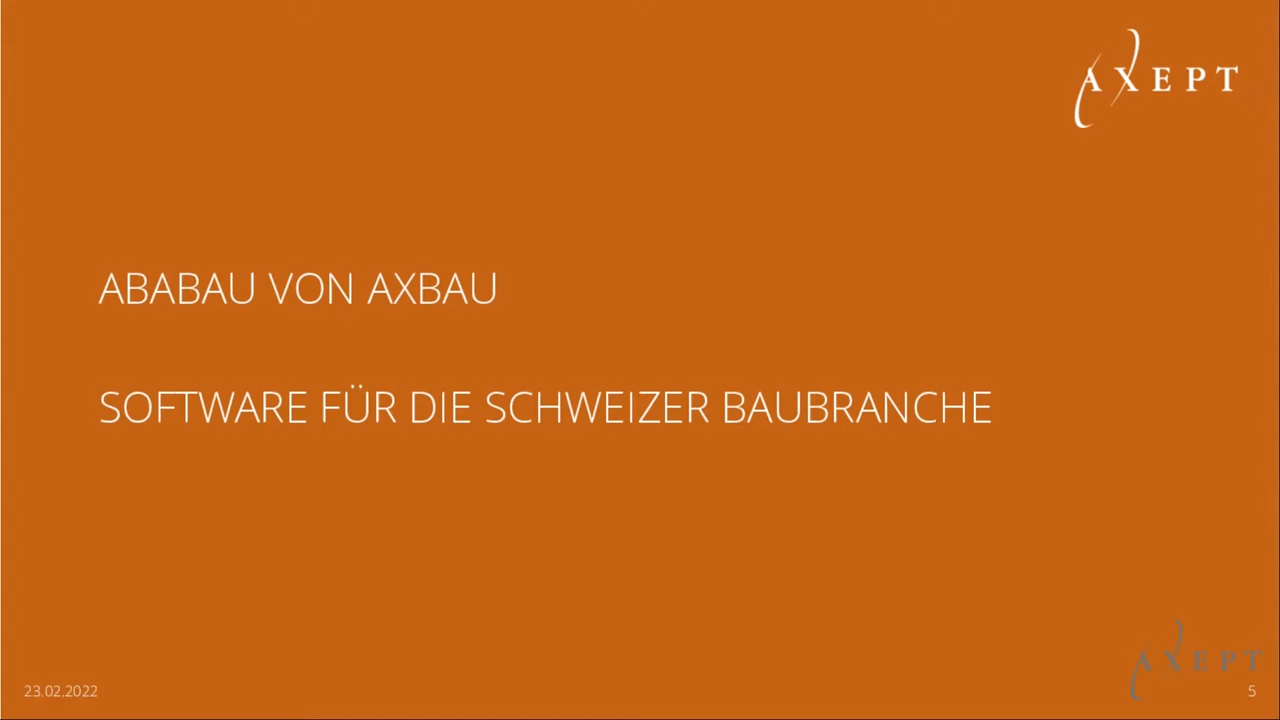 AXEPT
ABABAU VON AXBAU
SOFTWARE FÜR DIE SCHWEIZER BAUBRANCHE
AXEPT
23.02.2022
5